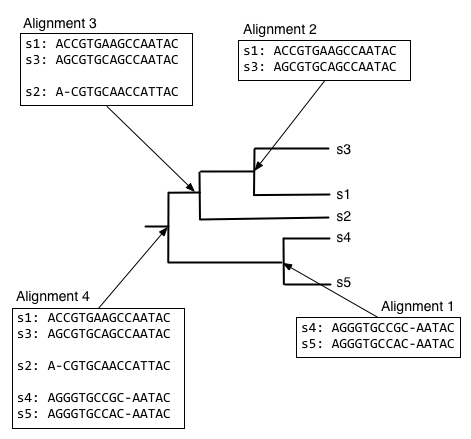 Alignment 3
s1: ACCGTGAAGCCAATAC
s3: AGCGTGCAGCCAATAC
s2: A-CGTGCAACCATTAC
Alignment 2
s1: ACCGTGAAGCCAATAC
s3: AGCGTGCAGCCAATAC
s3
s1
s2
s4
s5
Alignment 4
s1: ACCGTGAAGCCAATAC
s3: AGCGTGCAGCCAATAC
s2: A-CGTGCAACCATTAC
s4: AGGGTGCCGC-AATAC
s5: AGGGTGCCAC-AATAC
Alignment 1
s4: AGGGTGCCGC-AATAC
s5: AGGGTGCCAC-AATAC